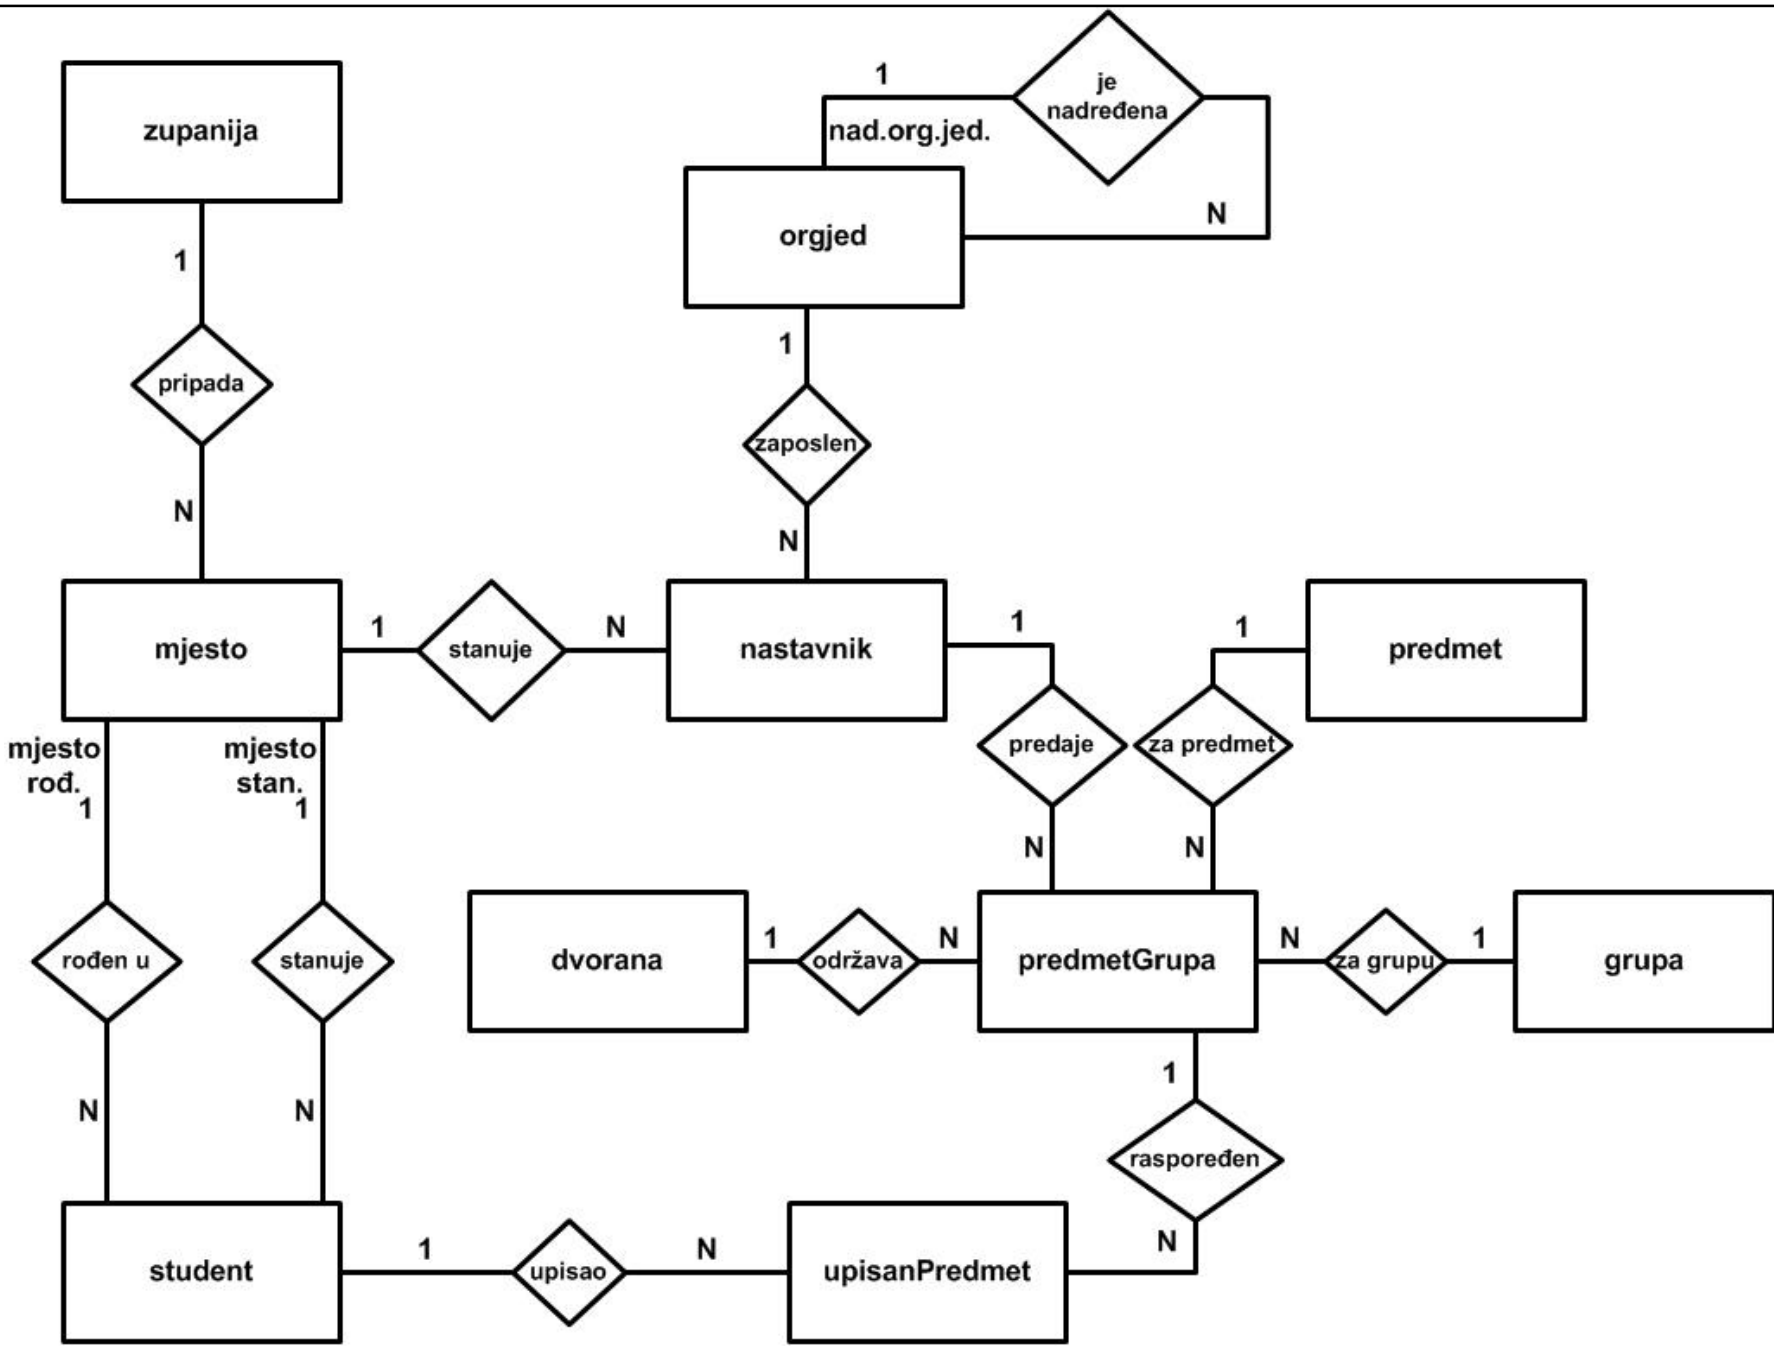 1
je
nadređena
nad.org.jed.
zupanija
orgjed
N
1
1
pripada
zaposlen
N
N
mjesto
1
stanuje
N
nastavnik
1
1
predmet
predaje
za predmet
mjesto
rođ.
1
mjesto
stan.
1
N
N
rođen u
stanuje
dvorana
1
održava
N
predmetGrupa
N
za grupu
1
grupa
N
N
1
raspoređen
N
student
1
upisao
N
upisanPredmet